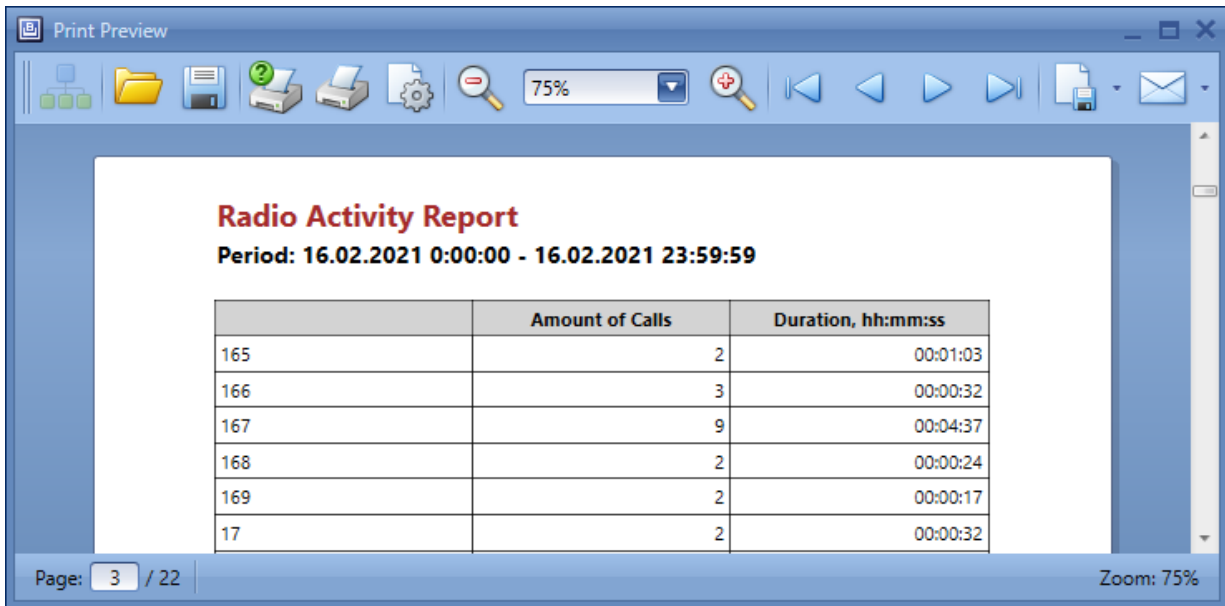 Print Preview
75%
Radio Activity Report
Period: 16.02.2021 0:00:00 - 16.02.2021 23:59:59
Amount of Calls Duration, hh:mm:ss
165 2 00:01:03
166 3 00:00:32
167 9 00:04:37
168 2 00:00:24
169 2 00:00:17
17 2 00:00:32
Page: 3 / 22 Zoom: 75%